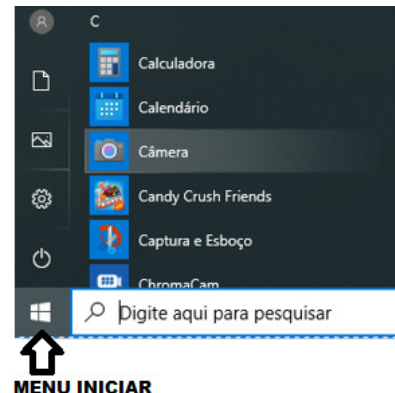 C
Calculadora
Calendário
Câmera
Candy Crush Friends
Captura e Esboço
ChromaCam
Digite aqui para pesquisar
MENU INICIAR